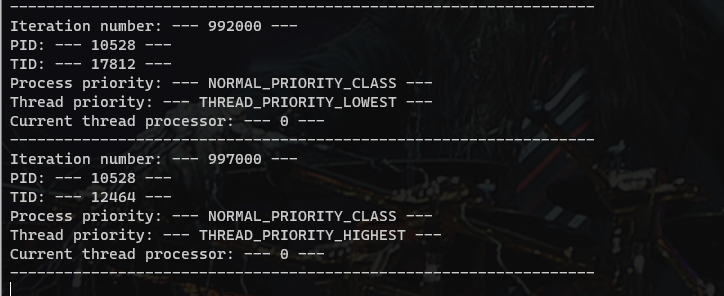 ----------------------------------------------------------------
Iteration number: --- 992000 ---
PID: --- 10528 ---
TID: --- 17812 ---
Process priority: --- NORMAL_PRIORITY_CLASS ---
Thread priority: --- THREAD_PRIORITY_LOWEST ---
Current thread processor: --- 0 ---
-----------------------------------------------------------------
Iteration number: --- 997000 ---
PID: --- 10528 ---
TID: --- 12464 ---
Process priority: --- NORMAL_PRIORITY_CLASS ---
Thread priority: --- THREAD_PRIORITY_HIGHEST ---
Current thread processor: --- 0 ---
-----------------------------------------------------------------